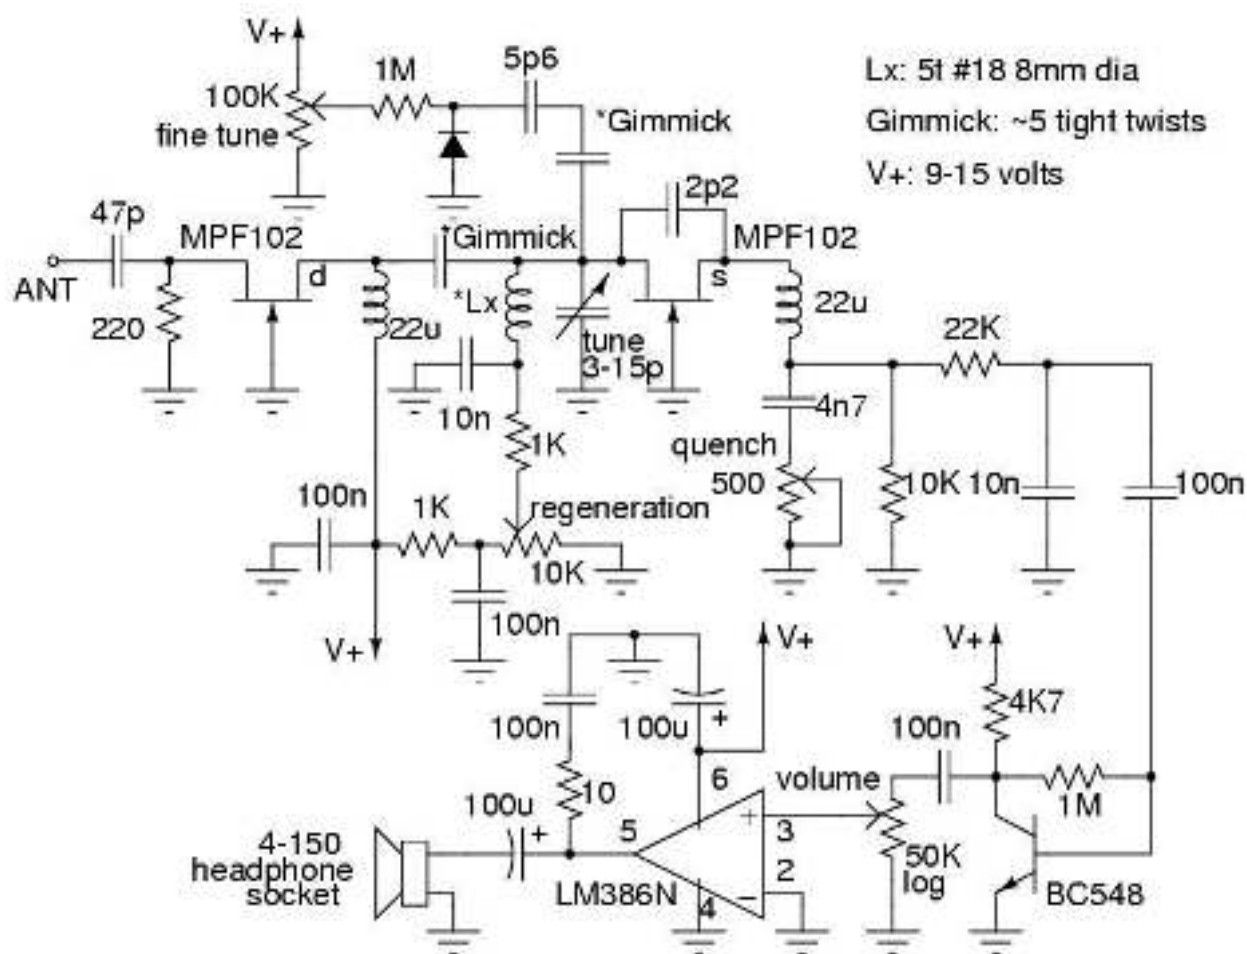 V+
100K
fine tune
1M
5p6
*Gimmick
Lx: 5t #18 8mm dia
Gimmick: ~5 tight twists
V+: 9-15 volts
47p
MPF102
ANT
220
d
22u
*Gimmick
*Lx
2p2
MPF102
s
tune
3-15p
22u
22K
10n
1K
4n7
quench
500
10K
10n
100n
100n
1K
regeneration
10K
100n
V+
V+
V+
100n
100u
+
4K7
100n
volume
6
1M
10
100u
+
5
+
3
2
−
4
LM386N
50K
log
BC548
4-150
headphone
socket